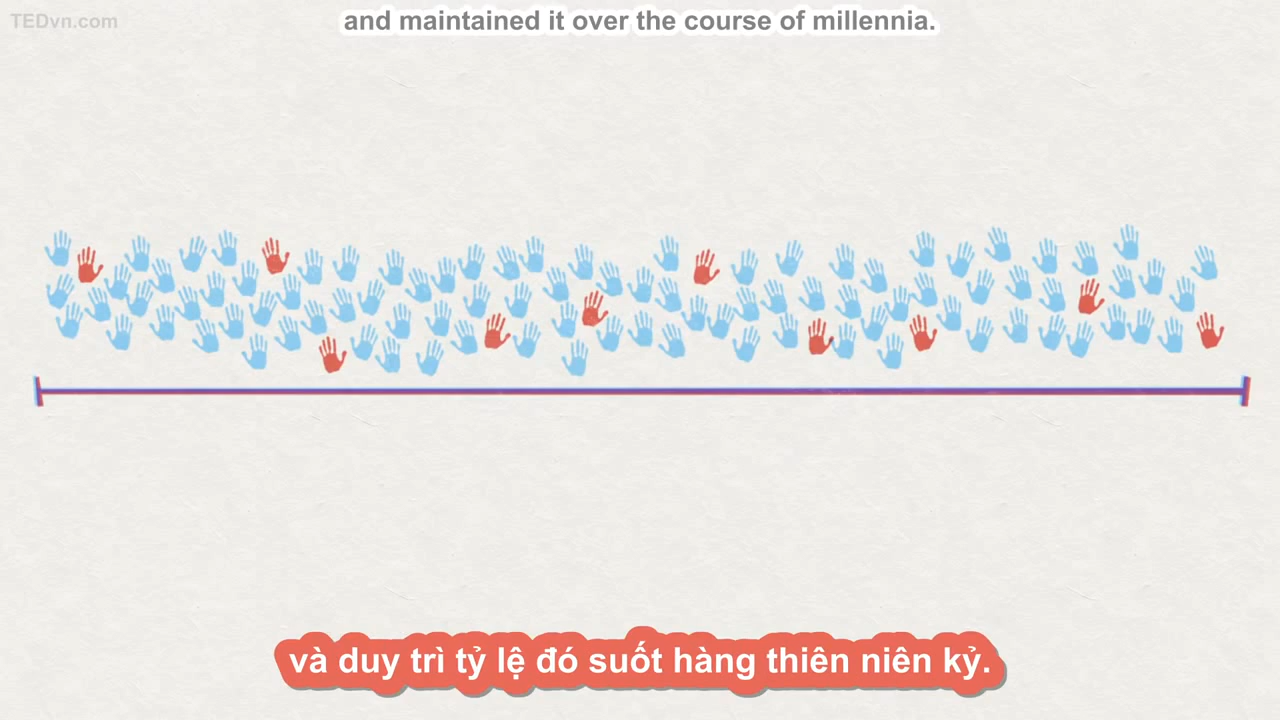 TEDvn.com
and maintained it over the course of millennia.
và duy trì tỷ lệ đó suốt hàng thiên niên kỷ.